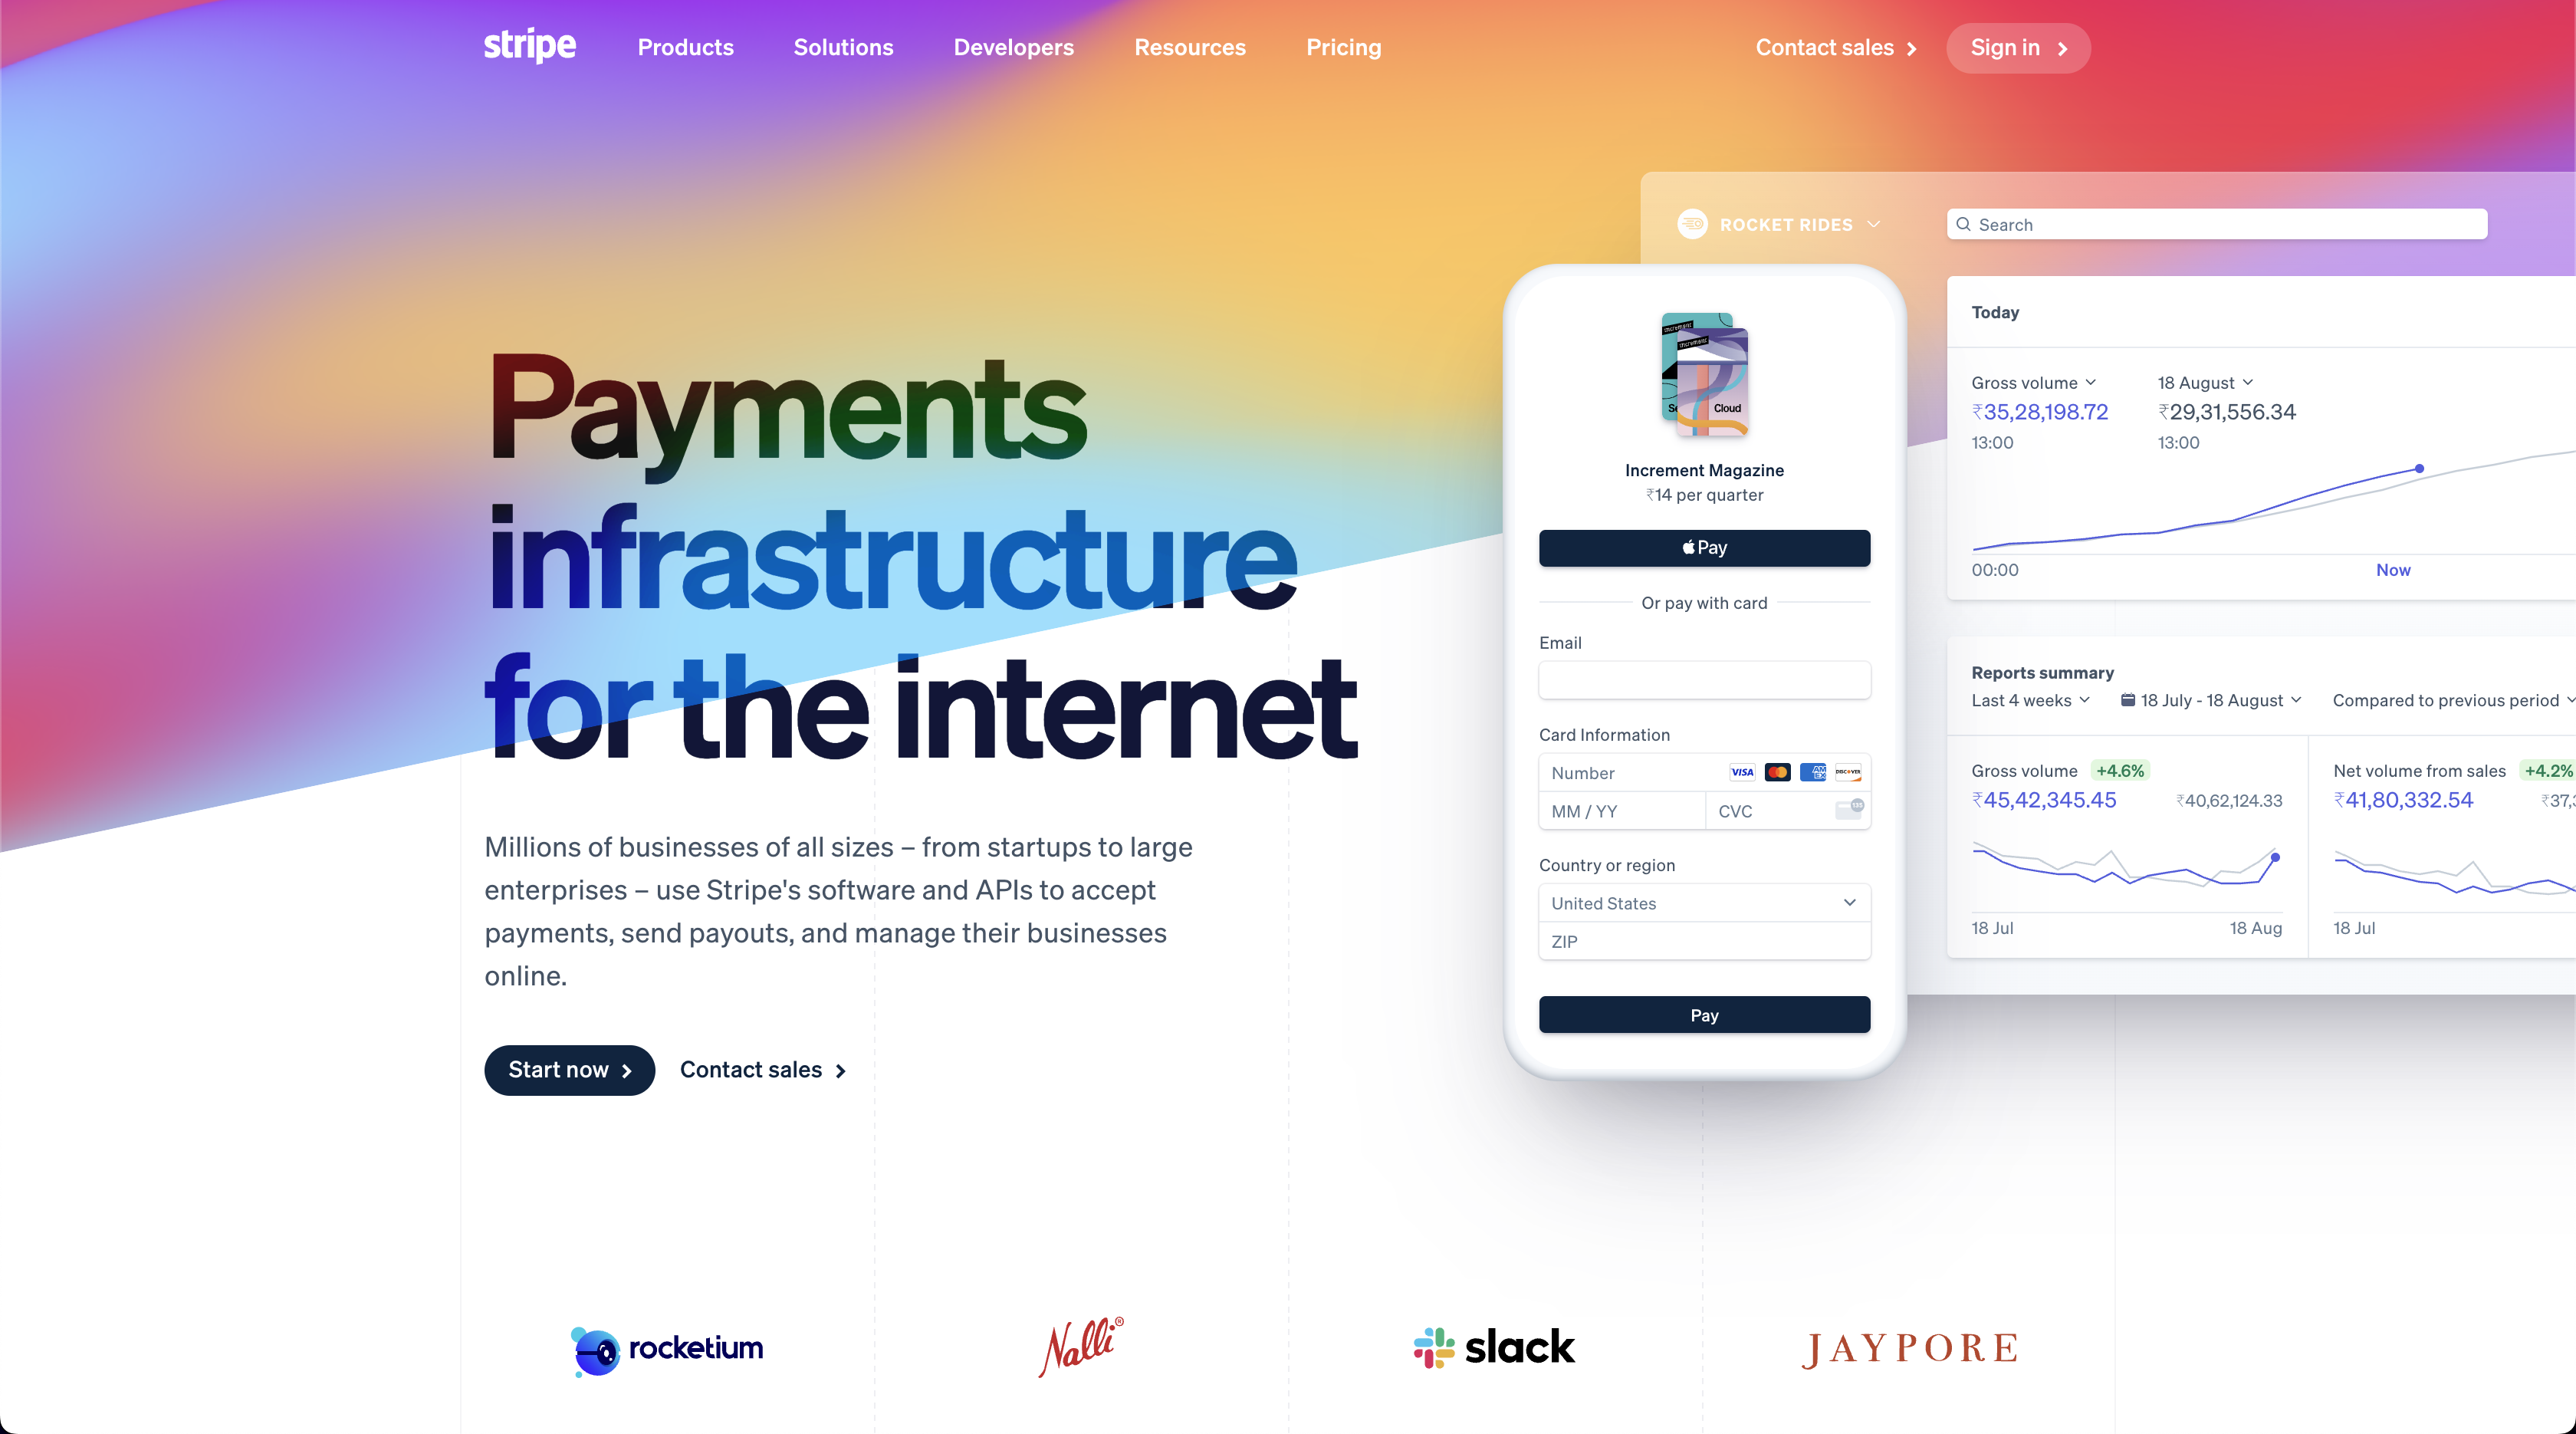 stripe
Products
Solutions
Developers
Resources
Pricing
Contact sales
Sign in
Payments
infrastructure
for the internet
Millions of businesses of all sizes – from startups to large
enterprises – use Stripe's software and APIs to accept
payments, send payouts, and manage their businesses
online.
Start now
Contact sales
increment
increment
Cloud
Increment Magazine
₹14 per quarter
Pay
Or pay with card
Email
Card Information
Number
VISA
AMEX
DISCOVER
MM / YY
CVC
135
Country or region
United States
ZIP
Pay
ROCKET RIDES
Search
Today
Gross volume
18 August
₹35,28,198.72
₹29,31,556.34
13:00
13:00
00:00
Now
Reports summary
Last 4 weeks
18 July - 18 August
Compared to previous period
Gross volume +4.6%
₹45,42,345.45
₹40,62,124.33
18 Jul
18 Aug
Net volume from sales +4.2%
₹41,80,332.54
18 Jul
rocketium
Nalli®
slack
JAYPORE